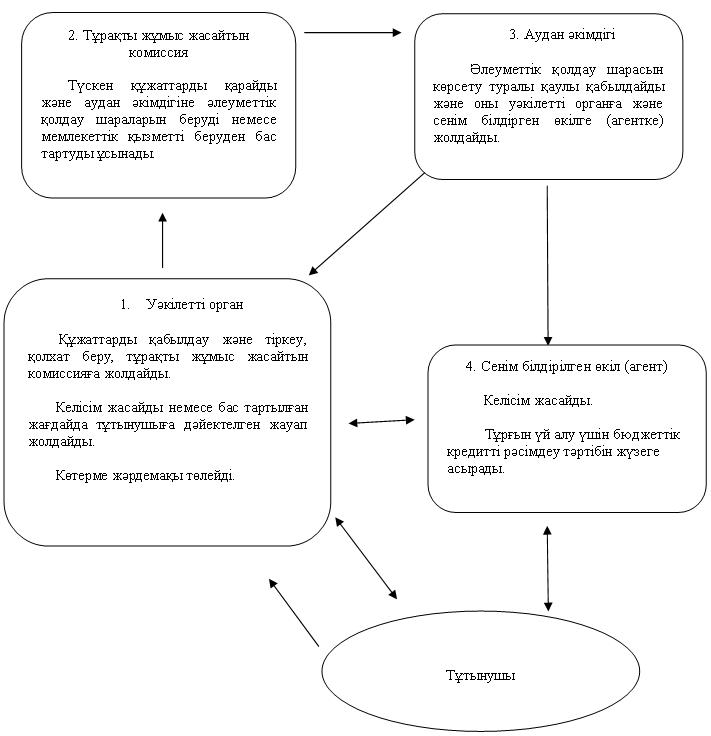 2. Тұрақты жұмыс жасайтын
комиссия
Түскен құжаттарды қарайды
және аудан әкімдігіне әлеуметтік
қолдау шараларын беруді немесе
мемлекеттік қызметті беруден бас
тартуды ұсынады.
3. Аудан әкімдігі
Әлеуметтік қолдау шарасын
көрсету туралы қаулы қабылдайды
және оны уәкілетті органға және
сенім білдірген өкілге (агентке)
жолдайды.
1. Уәкілетті орган
Құжаттарды қабылдау және тіркеу,
қолхат беру, тұрақты жұмыс жасайтын
комиссияға жолдайды.
Келісім жасайды немесе бас тартылған
жағдайда тұтынушыға дәйектелген жауап
жолдайды.
Көтерме жәрдемақы төлейді.
4. Сенім білдірілген өкіл (агент)
Келісім жасайды.
Тұрғын үй алу үшін бюджеттік
кредитті рәсімдеу тәртібін жүзеге
асырады.
Тұтынушы